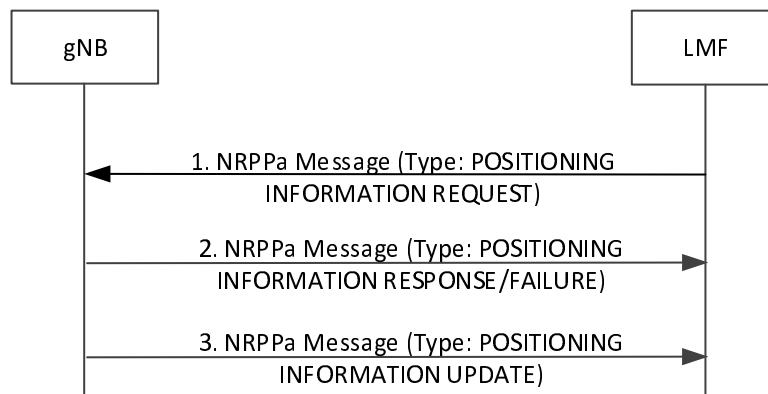 gNB
LMF
1. NRPPa Message (Type: POSITIONING
INFORMATION REQUEST)
2. NRPPa Message (Type: POSITIONING
INFORMATION RESPONSE/FAILURE)
3. NRPPa Message (Type: POSITIONING
INFORMATION UPDATE)